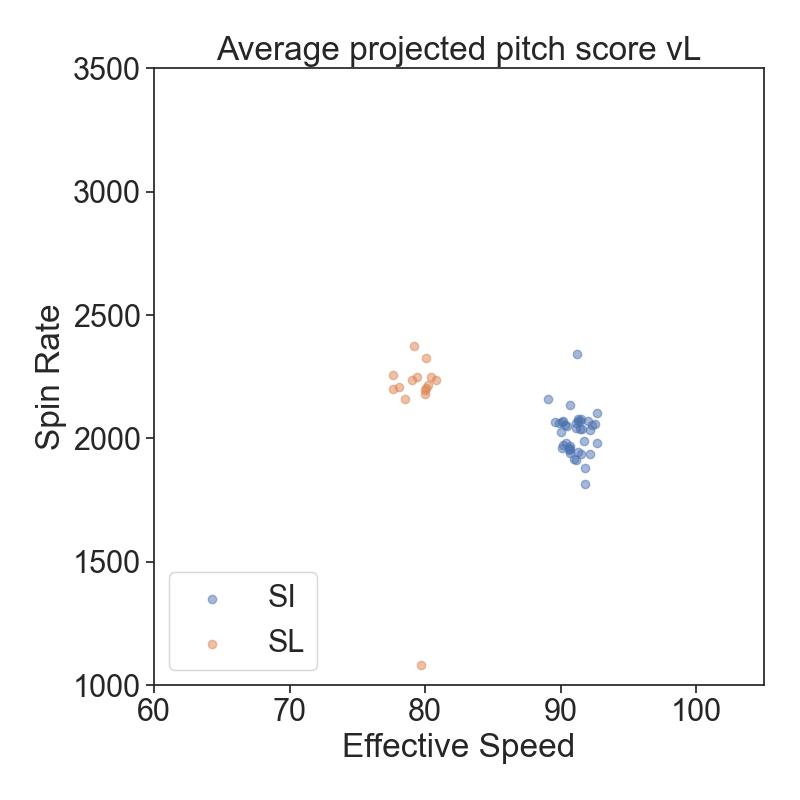 Average projected pitch score vL
3500
3000
2500
2000
1500
1000
Spin Rate
SI
SL
60 70 80 90 100
Effective Speed